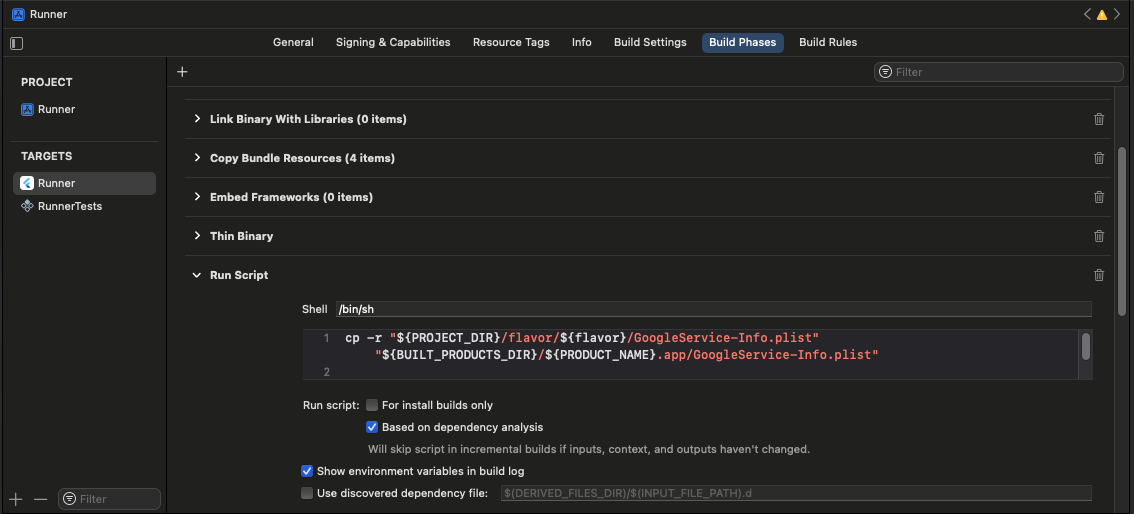 Runner
General Signing & Capabilities Resource Tags Info Build Settings Build Phases Build Rules
Filter
PROJECT
Runner
TARGETS
Runner
RunnerTests
Link Binary With Libraries (0 items)
Copy Bundle Resources (4 items)
Embed Frameworks (0 items)
Thin Binary
Run Script
Shell /bin/sh
1 cp -r "${PROJECT_DIR}/flavor/${flavor}/GoogleService-Info.plist"
"${BUILT_PRODUCTS_DIR}/${PRODUCT_NAME}.app/GoogleService-Info.plist"
2
Run script: For install builds only
Based on dependency analysis
Will skip script in incremental builds if inputs, context, and outputs haven't changed.
Show environment variables in build log
Use discovered dependency file: $(DERIVED_FILES_DIR)/$(INPUT_FILE_PATH).d
Filter